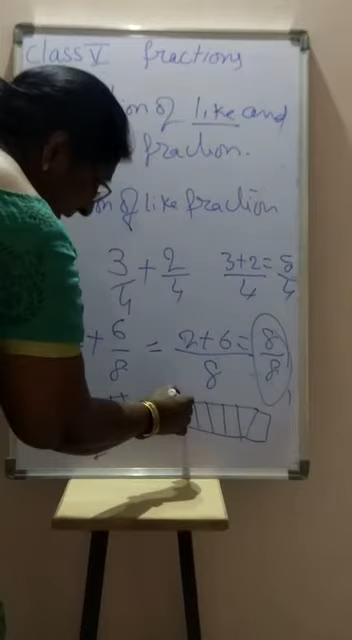 Class V fractions
on of like and
fraction.
on of like fraction
3/4 + 2/4 3+2/4 = 5/4
+ 6/8 = 2+6/8 = 8/8